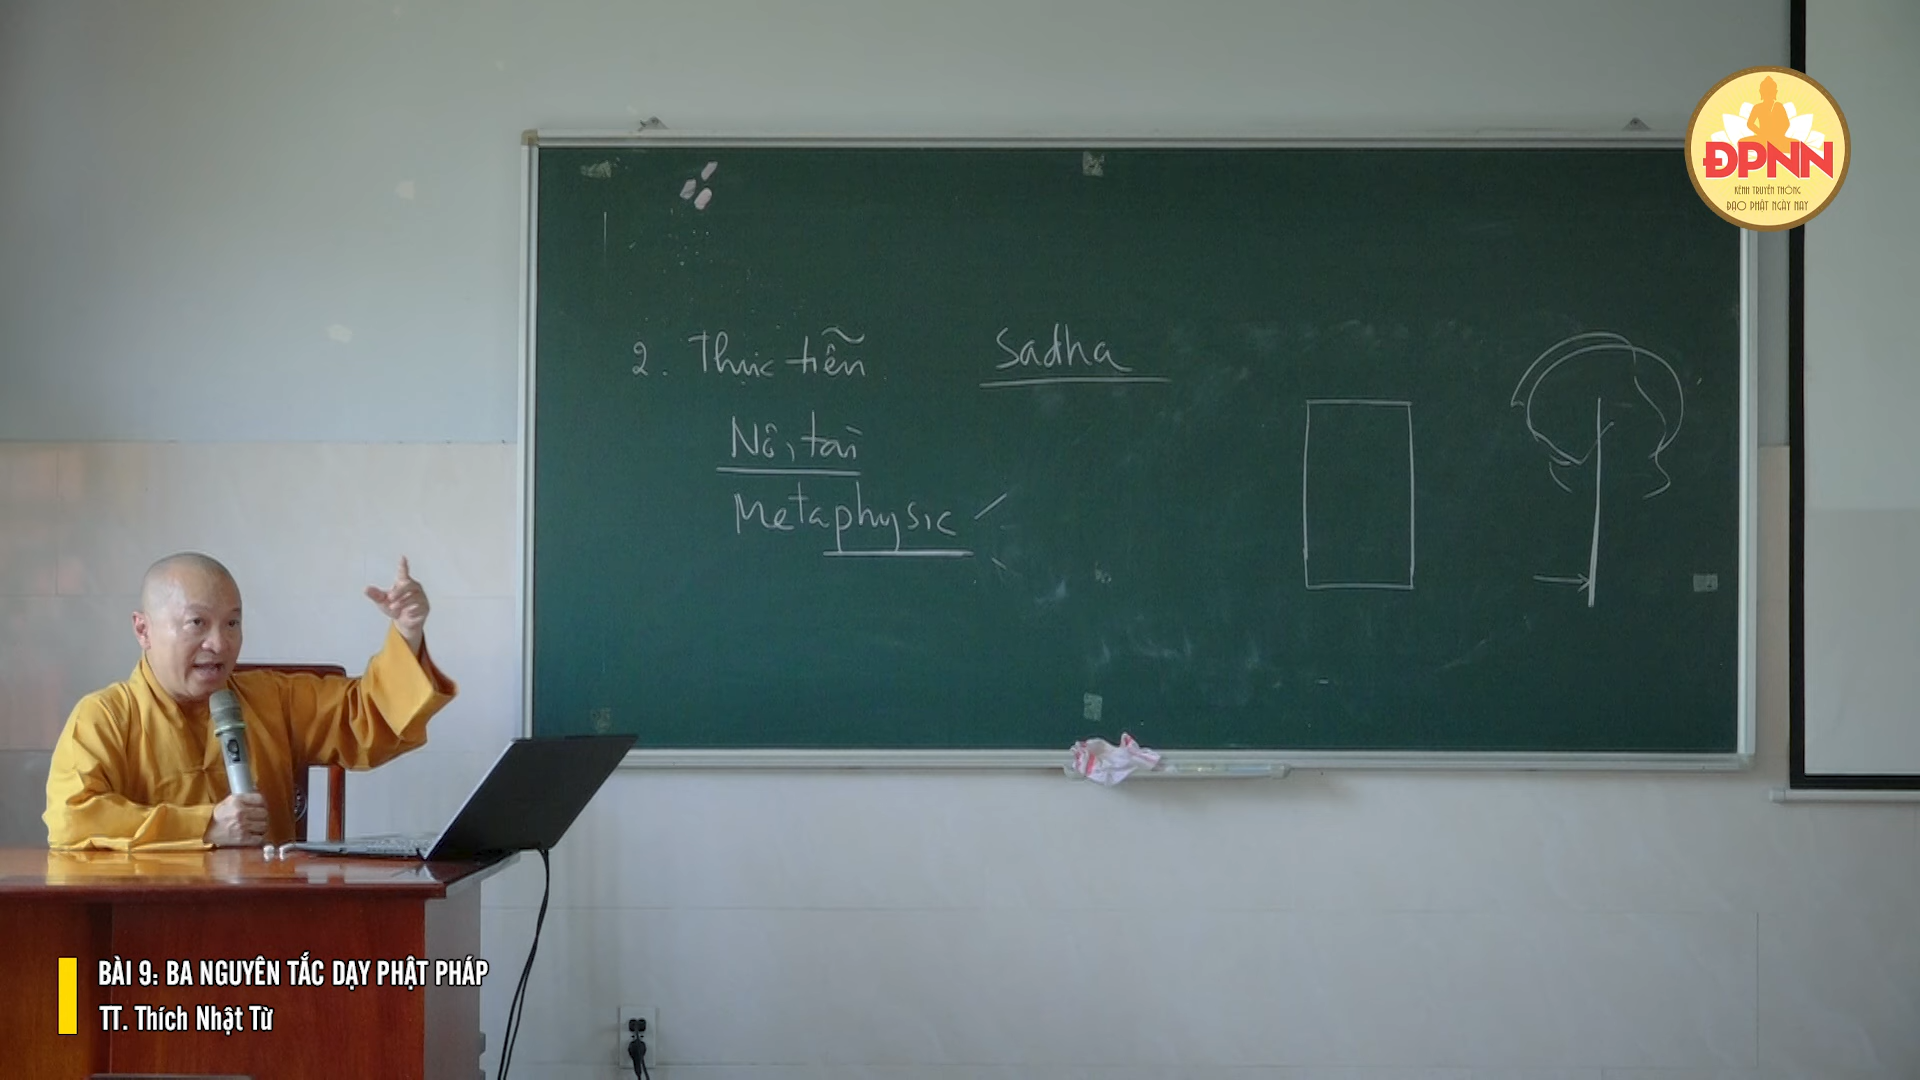 ĐPNN
KÊNH TRUYỀN THÔNG
ĐẠO PHẬT NGÀY NAY
2. Thực tiễn
Sadha
Nội tại
Metaphysic
BÀI 9: BA NGUYÊN TẮC DẠY PHẬT PHÁP
TT. Thích Nhật Từ